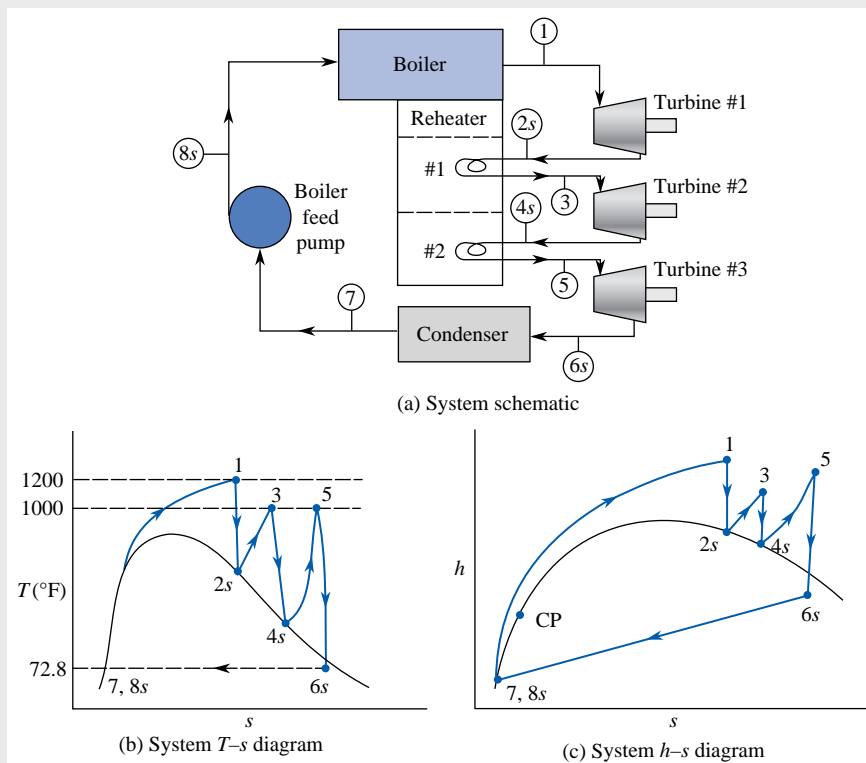 1
Boiler
Turbine #1
Reheater
2s
8s
#1
3
Turbine #2
Boiler
feed
pump
4s
#2
5
Turbine #3
7
Condenser
6s
(a) System schematic
1200
1000
T (°F)
72.8
1
3
5
2s
4s
6s
7, 8s
s
(b) System T–s diagram
h
1
3
5
2s
4s
CP
6s
7, 8s
s
(c) System h–s diagram